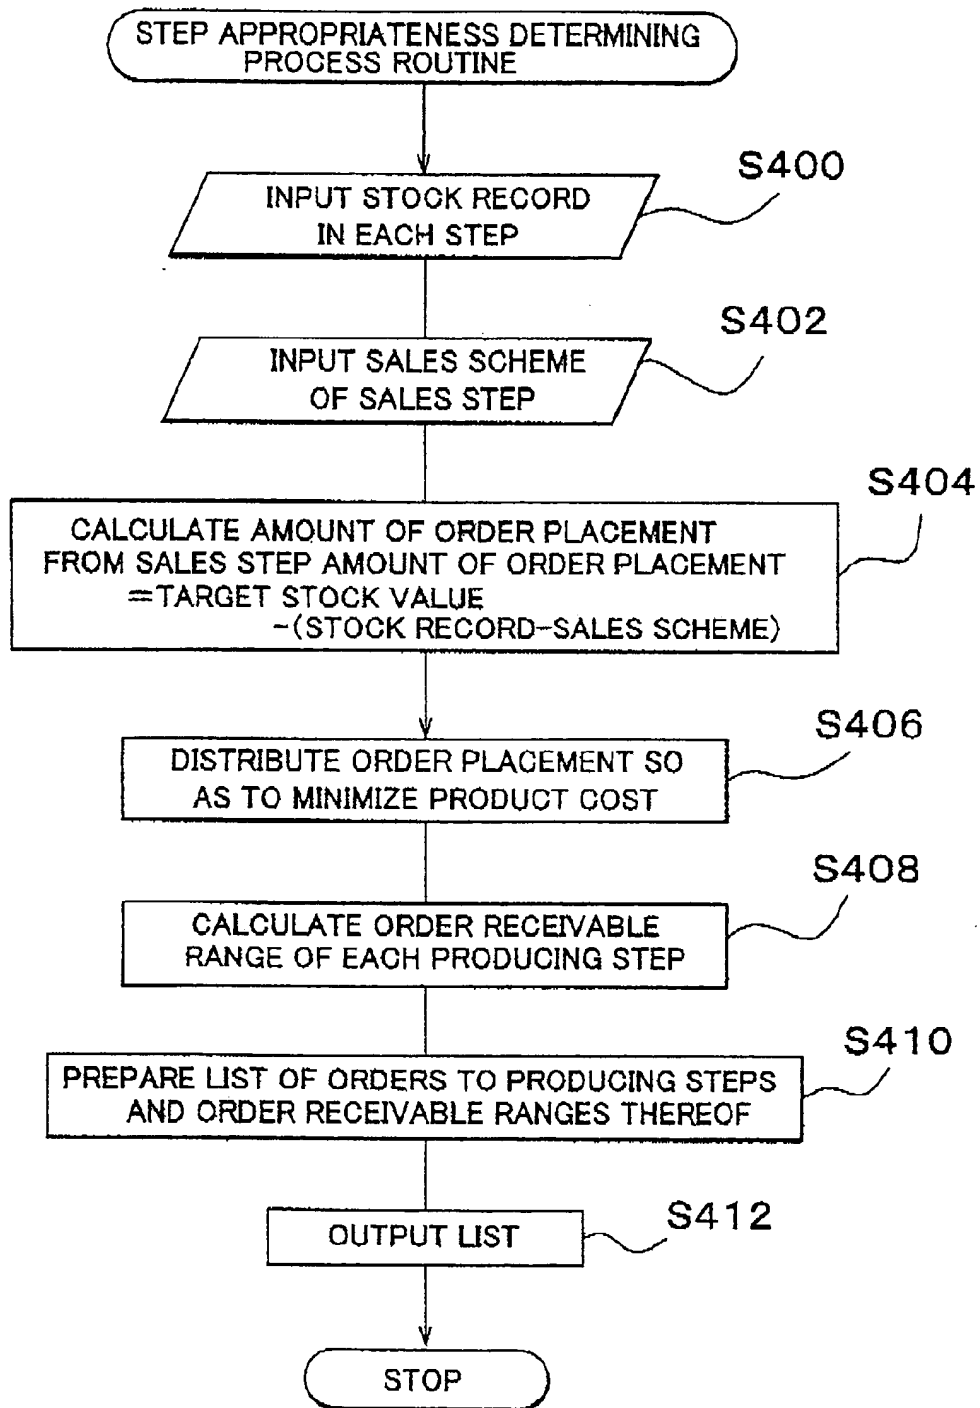 STEP APPROPRIATENESS DETERMINING
PROCESS ROUTINE
S400
INPUT STOCK RECORD
IN EACH STEP
S402
INPUT SALES SCHEME
OF SALES STEP
S404
CALCULATE AMOUNT OF ORDER PLACEMENT
FROM SALES STEP AMOUNT OF ORDER PLACEMENT
=TARGET STOCK VALUE
-(STOCK RECORD-SALES SCHEME)
S406
DISTRIBUTE ORDER PLACEMENT SO
AS TO MINIMIZE PRODUCT COST
S408
CALCULATE ORDER RECEIVABLE
RANGE OF EACH PRODUCING STEP
S410
PREPARE LIST OF ORDERS TO PRODUCING STEPS
AND ORDER RECEIVABLE RANGES THEREOF
S412
OUTPUT LIST
STOP